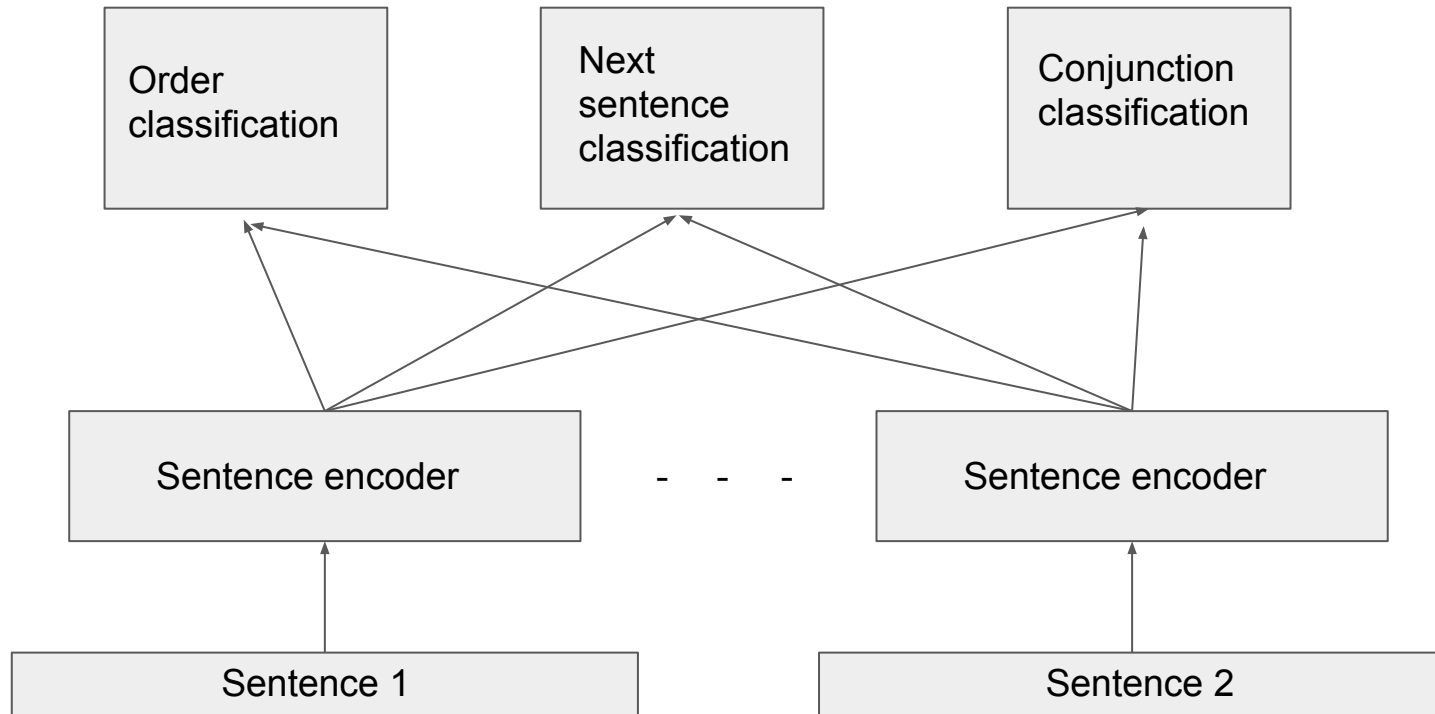 Order
classification
Next
sentence
classification
Conjunction
classification
Sentence encoder
- - -
Sentence encoder
Sentence 1
Sentence 2